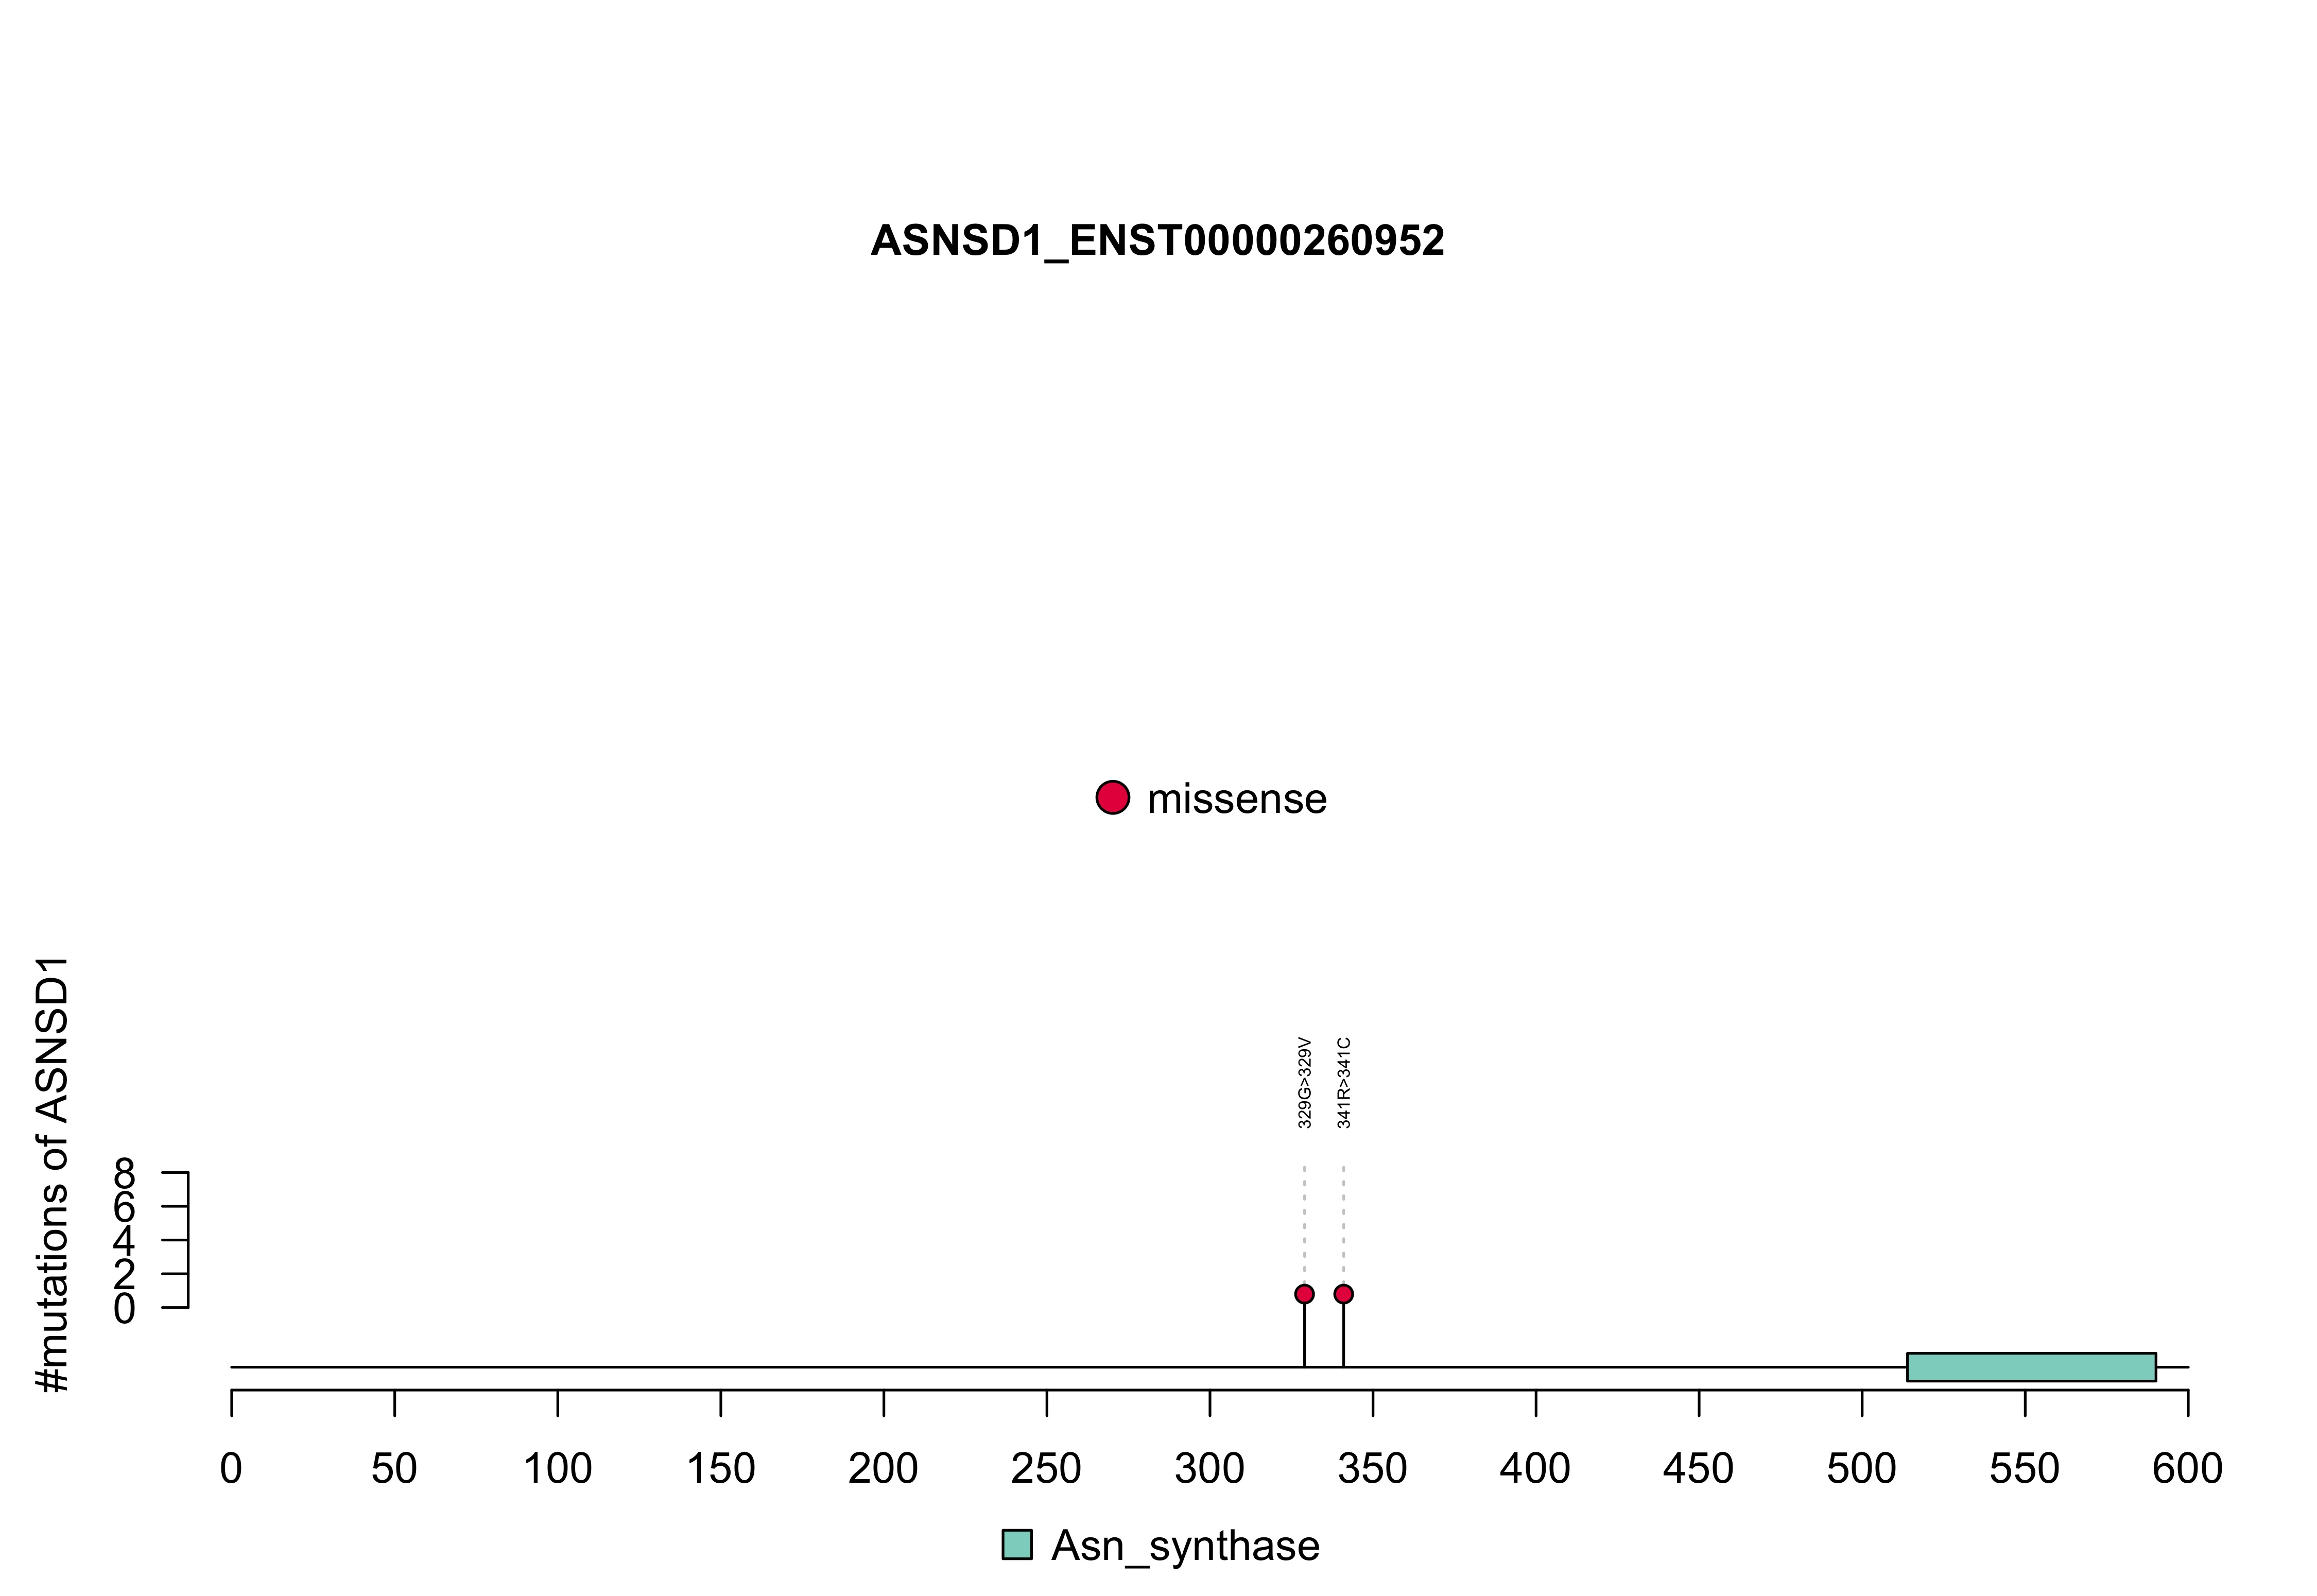 ASNSD1_ENST00000260952
missense
#mutations of ASNSD1
329G>329V
341R>341C
8
6
4
2
0
0 50 100 150 200 250 300 350 400 450 500 550 600
Asn_synthase